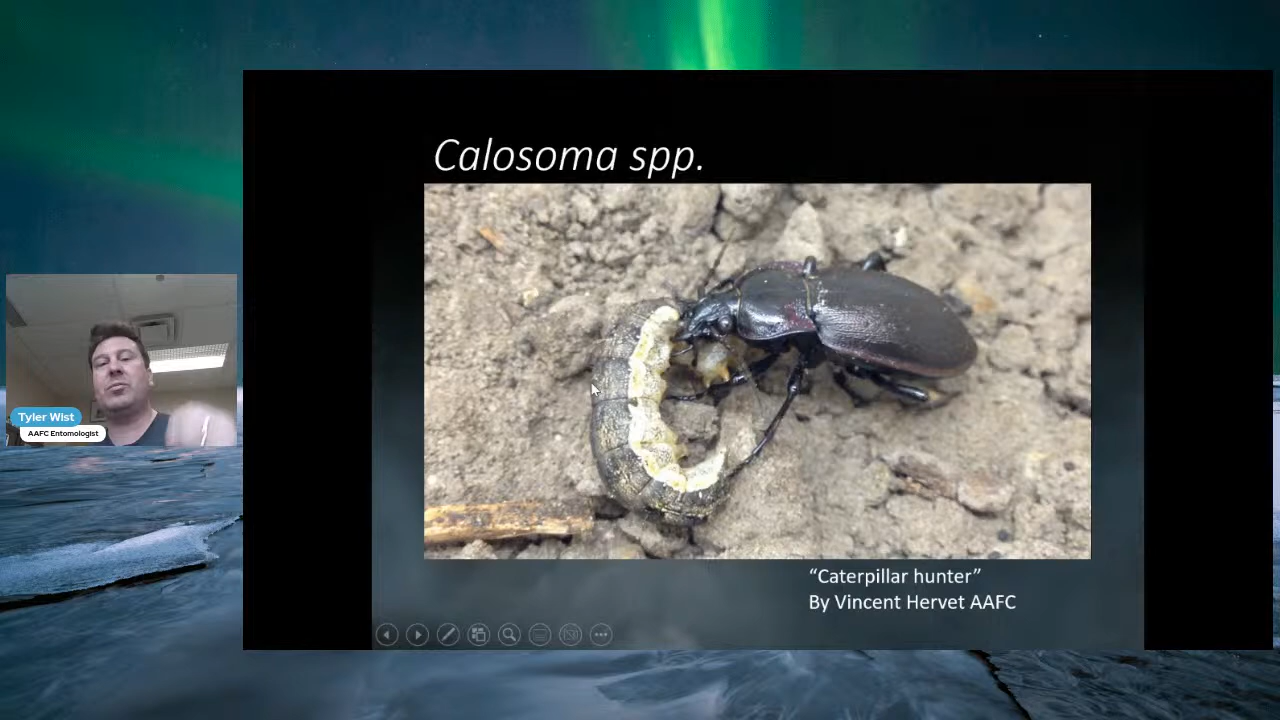 Calosoma spp.
Tyler Wist
AAFC Entomologist
“Caterpillar hunter”
By Vincent Hervet AAFC